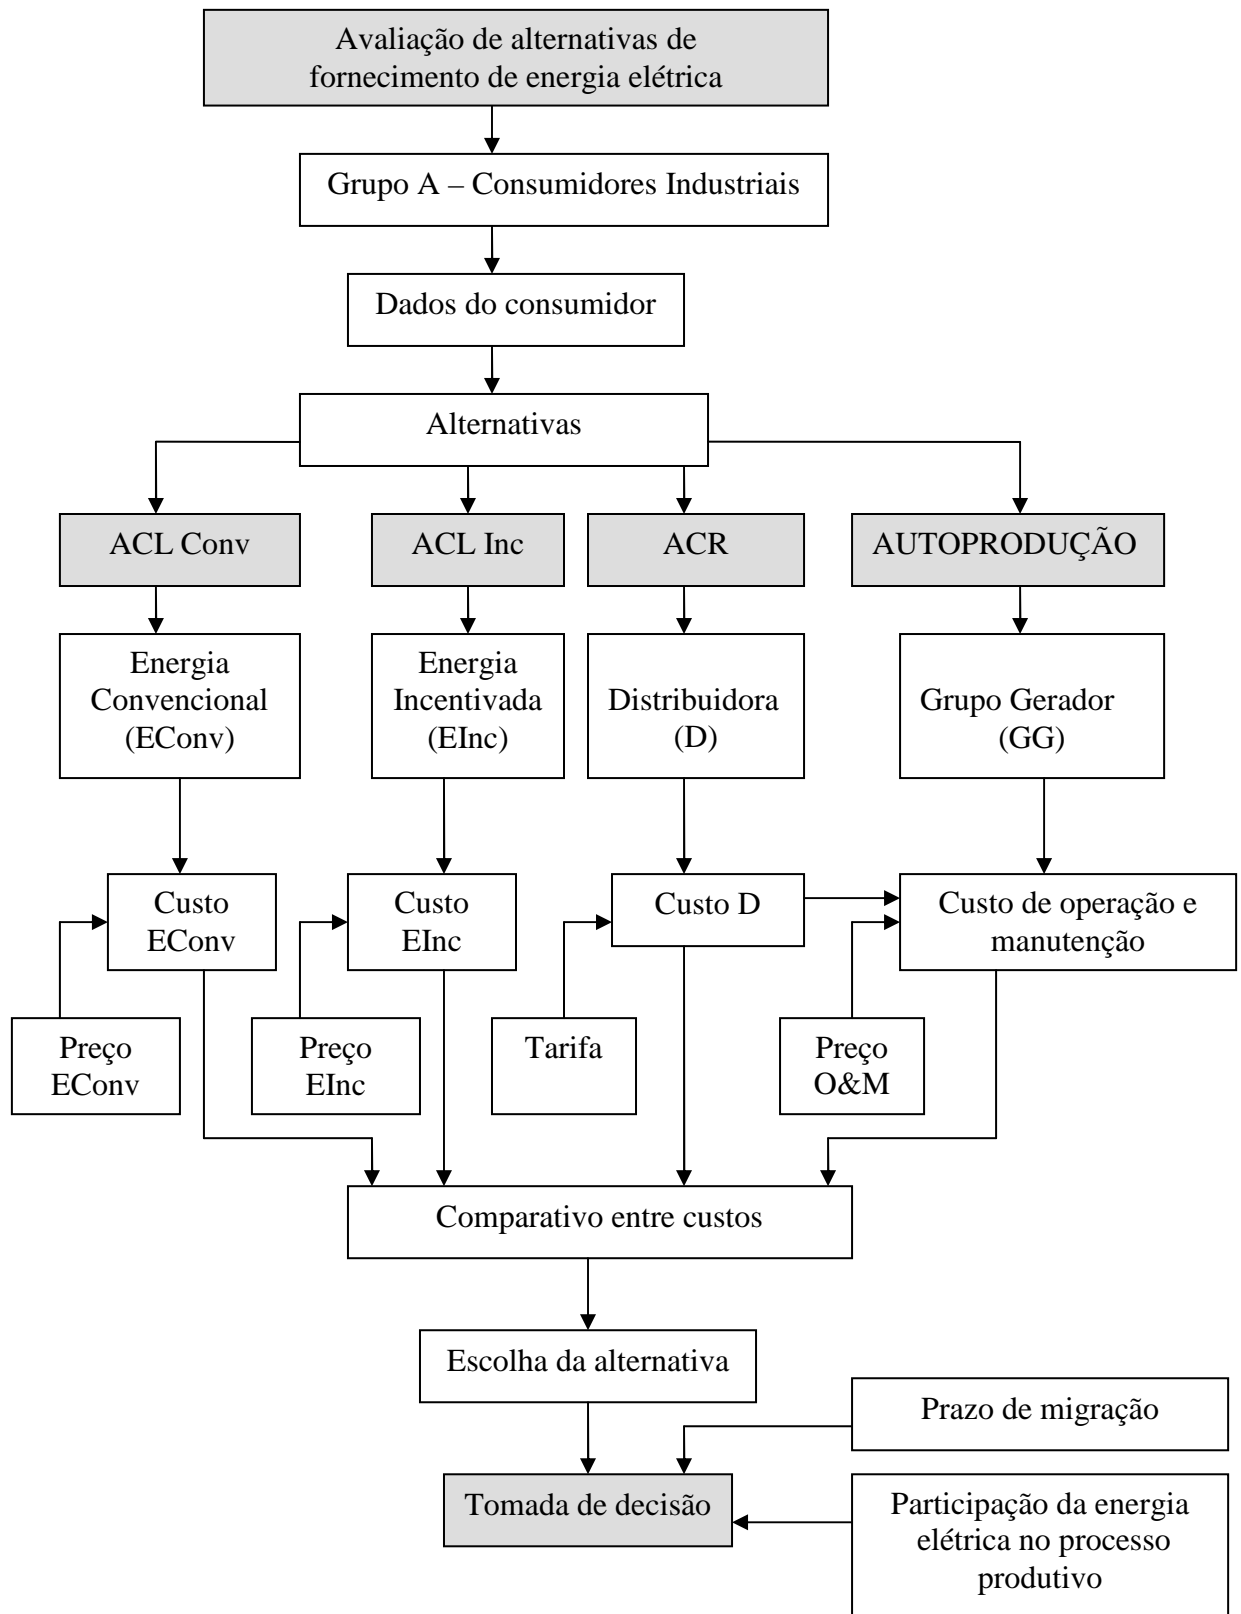 Avaliação de alternativas de
fornecimento de energia elétrica
Grupo A – Consumidores Industriais
Dados do consumidor
Alternativas
ACL Conv
ACL Inc
ACR
AUTOPRODUÇÃO
Energia
Convencional
(EConv)
Energia
Incentivada
(EInc)
Distribuidora
(D)
Grupo Gerador
(GG)
Custo
EConv
Custo
EInc
Custo D
Custo de operação e
manutenção
Preço
EConv
Preço
EInc
Tarifa
Preço
O&M
Comparativo entre custos
Escolha da alternativa
Prazo de migração
Tomada de decisão
Participação da energia
elétrica no processo
produtivo